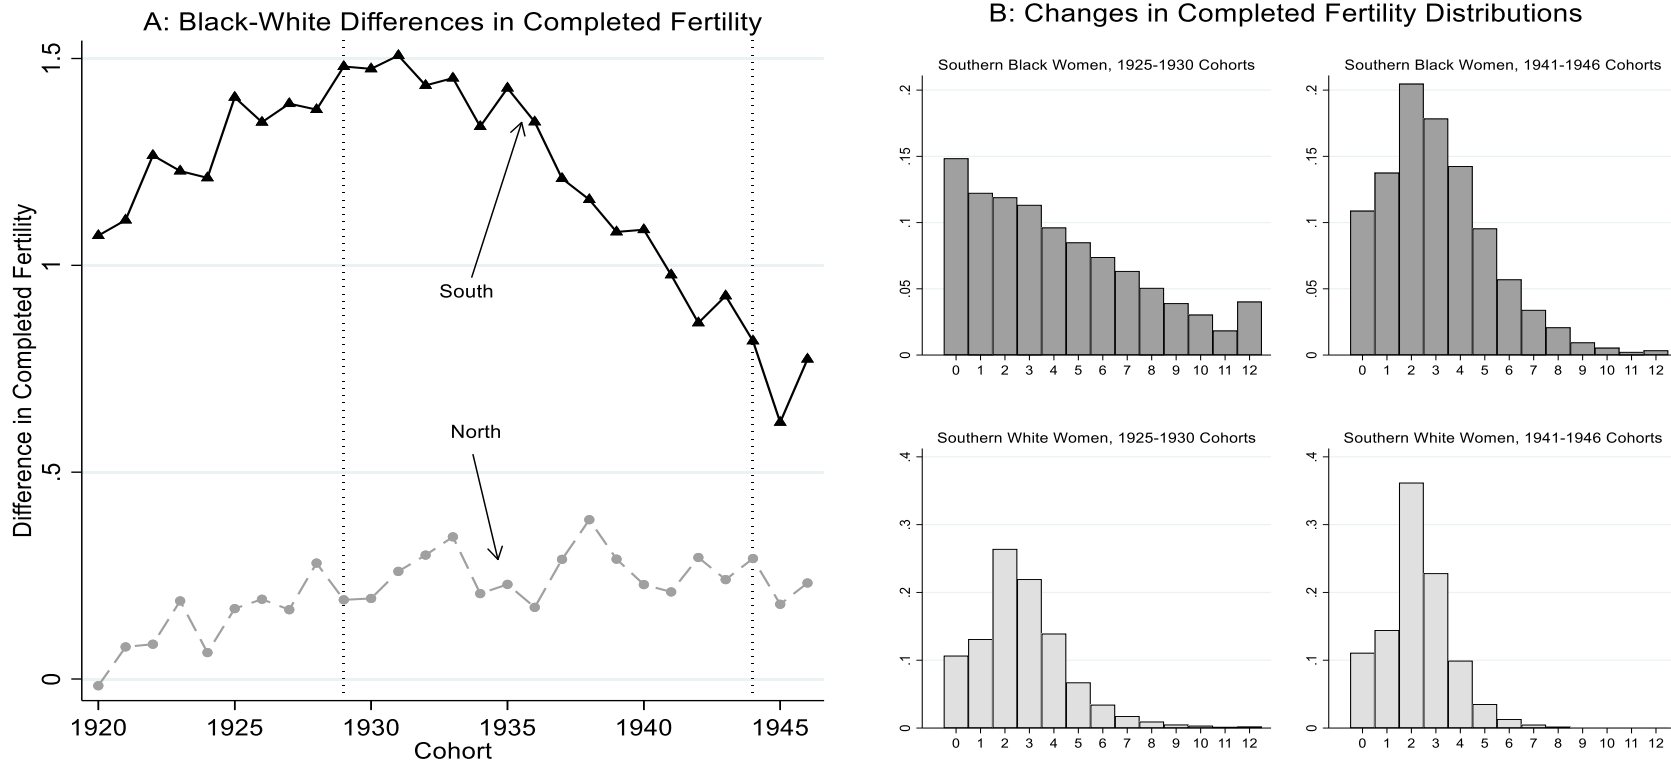 A: Black-White Differences in Completed Fertility
Difference in Completed Fertility
1.5
1
.5
0
South
North
1920 1925 1930 1935 1940 1945
Cohort
B: Changes in Completed Fertility Distributions
Southern Black Women, 1925-1930 Cohorts
.2
.15
.1
.05
0
0 1 2 3 4 5 6 7 8 9 10 11 12
Southern Black Women, 1941-1946 Cohorts
.2
.15
.1
.05
0
0 1 2 3 4 5 6 7 8 9 10 11 12
Southern White Women, 1925-1930 Cohorts
.4
.3
.2
.1
0
0 1 2 3 4 5 6 7 8 9 10 11 12
Southern White Women, 1941-1946 Cohorts
.4
.3
.2
.1
0
0 1 2 3 4 5 6 7 8 9 10 11 12